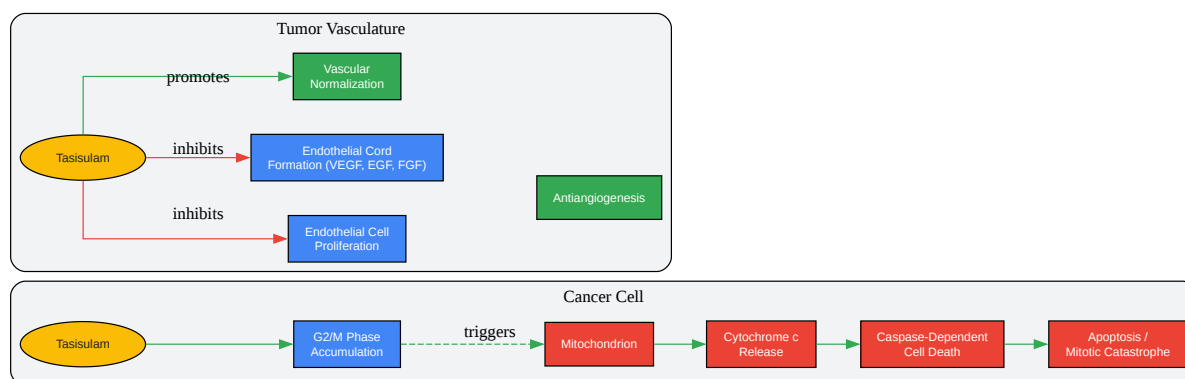 Tumor Vasculature
promotes
Vascular
Normalization
Tasisulam
inhibits
Endothelial Cord
Formation (VEGF, EGF, FGF)
Antiangiogenesis
inhibits
Endothelial Cell
Proliferation
Cancer Cell
Tasisulam
G2/M Phase
Accumulation
triggers
Mitochondrion
Cytochrome c
Release
Caspase-Dependent
Cell Death
Apoptosis /
Mitotic Catastrophe